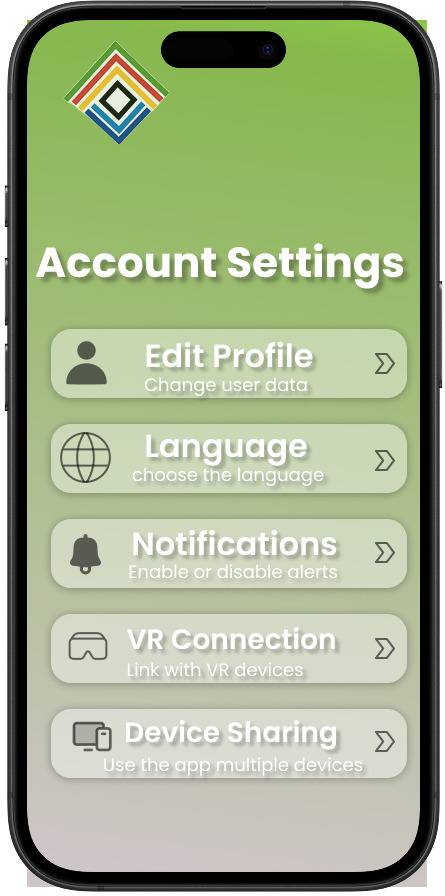 Account Settings
Edit Profile
Change user data
Language
choose the language
Notifications
Enable or disable alerts
VR Connection
Link with VR devices
Device Sharing
Use the app multiple devices